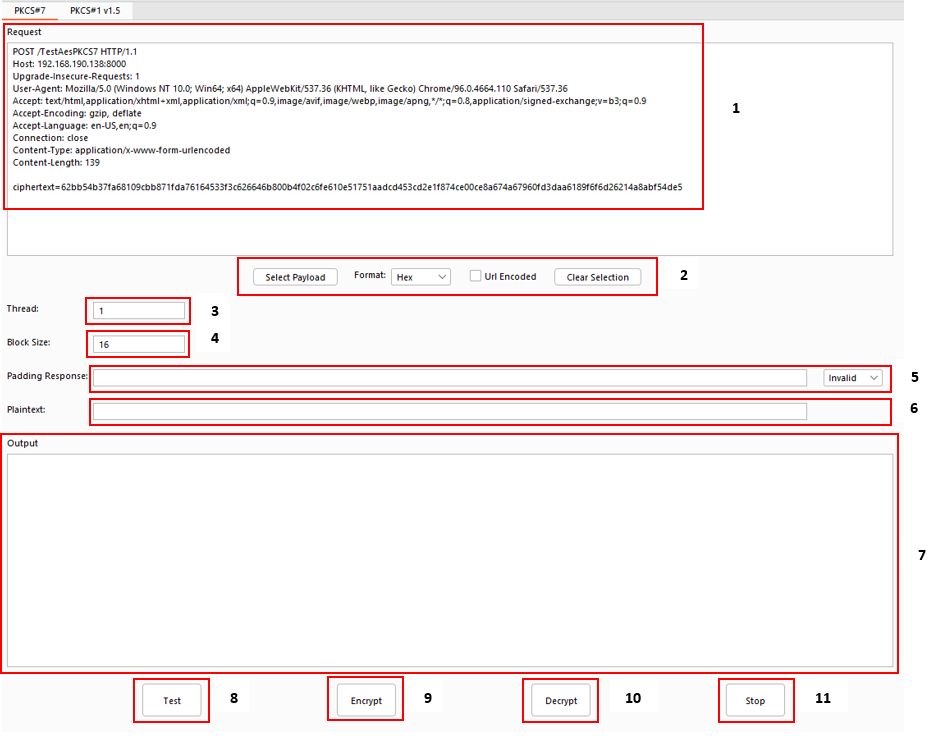 PKCS#7 PKCS#1 v1.5
Request
POST /TestAesPKCS7 HTTP/1.1
Host: 192.168.190.138:8000
Upgrade-Insecure-Requests: 1
User-Agent: Mozilla/5.0 (Windows NT 10.0; Win64; x64) AppleWebKit/537.36 (KHTML, like Gecko) Chrome/96.0.4664.110 Safari/537.36
Accept: text/html,application/xhtml+xml,application/xml;q=0.9,image/avif,image/webp,image/apng,*/*;q=0.8,application/signed-exchange;v=b3;q=0.9
Accept-Encoding: gzip, deflate
Accept-Language: en-US,en;q=0.9
Connection: close
Content-Type: application/x-www-form-urlencoded
Content-Length: 139
ciphertext=62bb54b37fa68109cbb871fda76164533f3c626646b800b4f02c6fe610e51751aadcd453cd2e1f874ce00ce8a674a67960fd3daa6189f6f6d26214a8abf54de5
1
Select Payload Format: Hex Url Encoded Clear Selection 2
Thread: 1 3
Block Size: 16 4
Padding Response: Invalid 5
Plaintext: 6
Output
7
Test 8 Encrypt 9 Decrypt 10 Stop 11